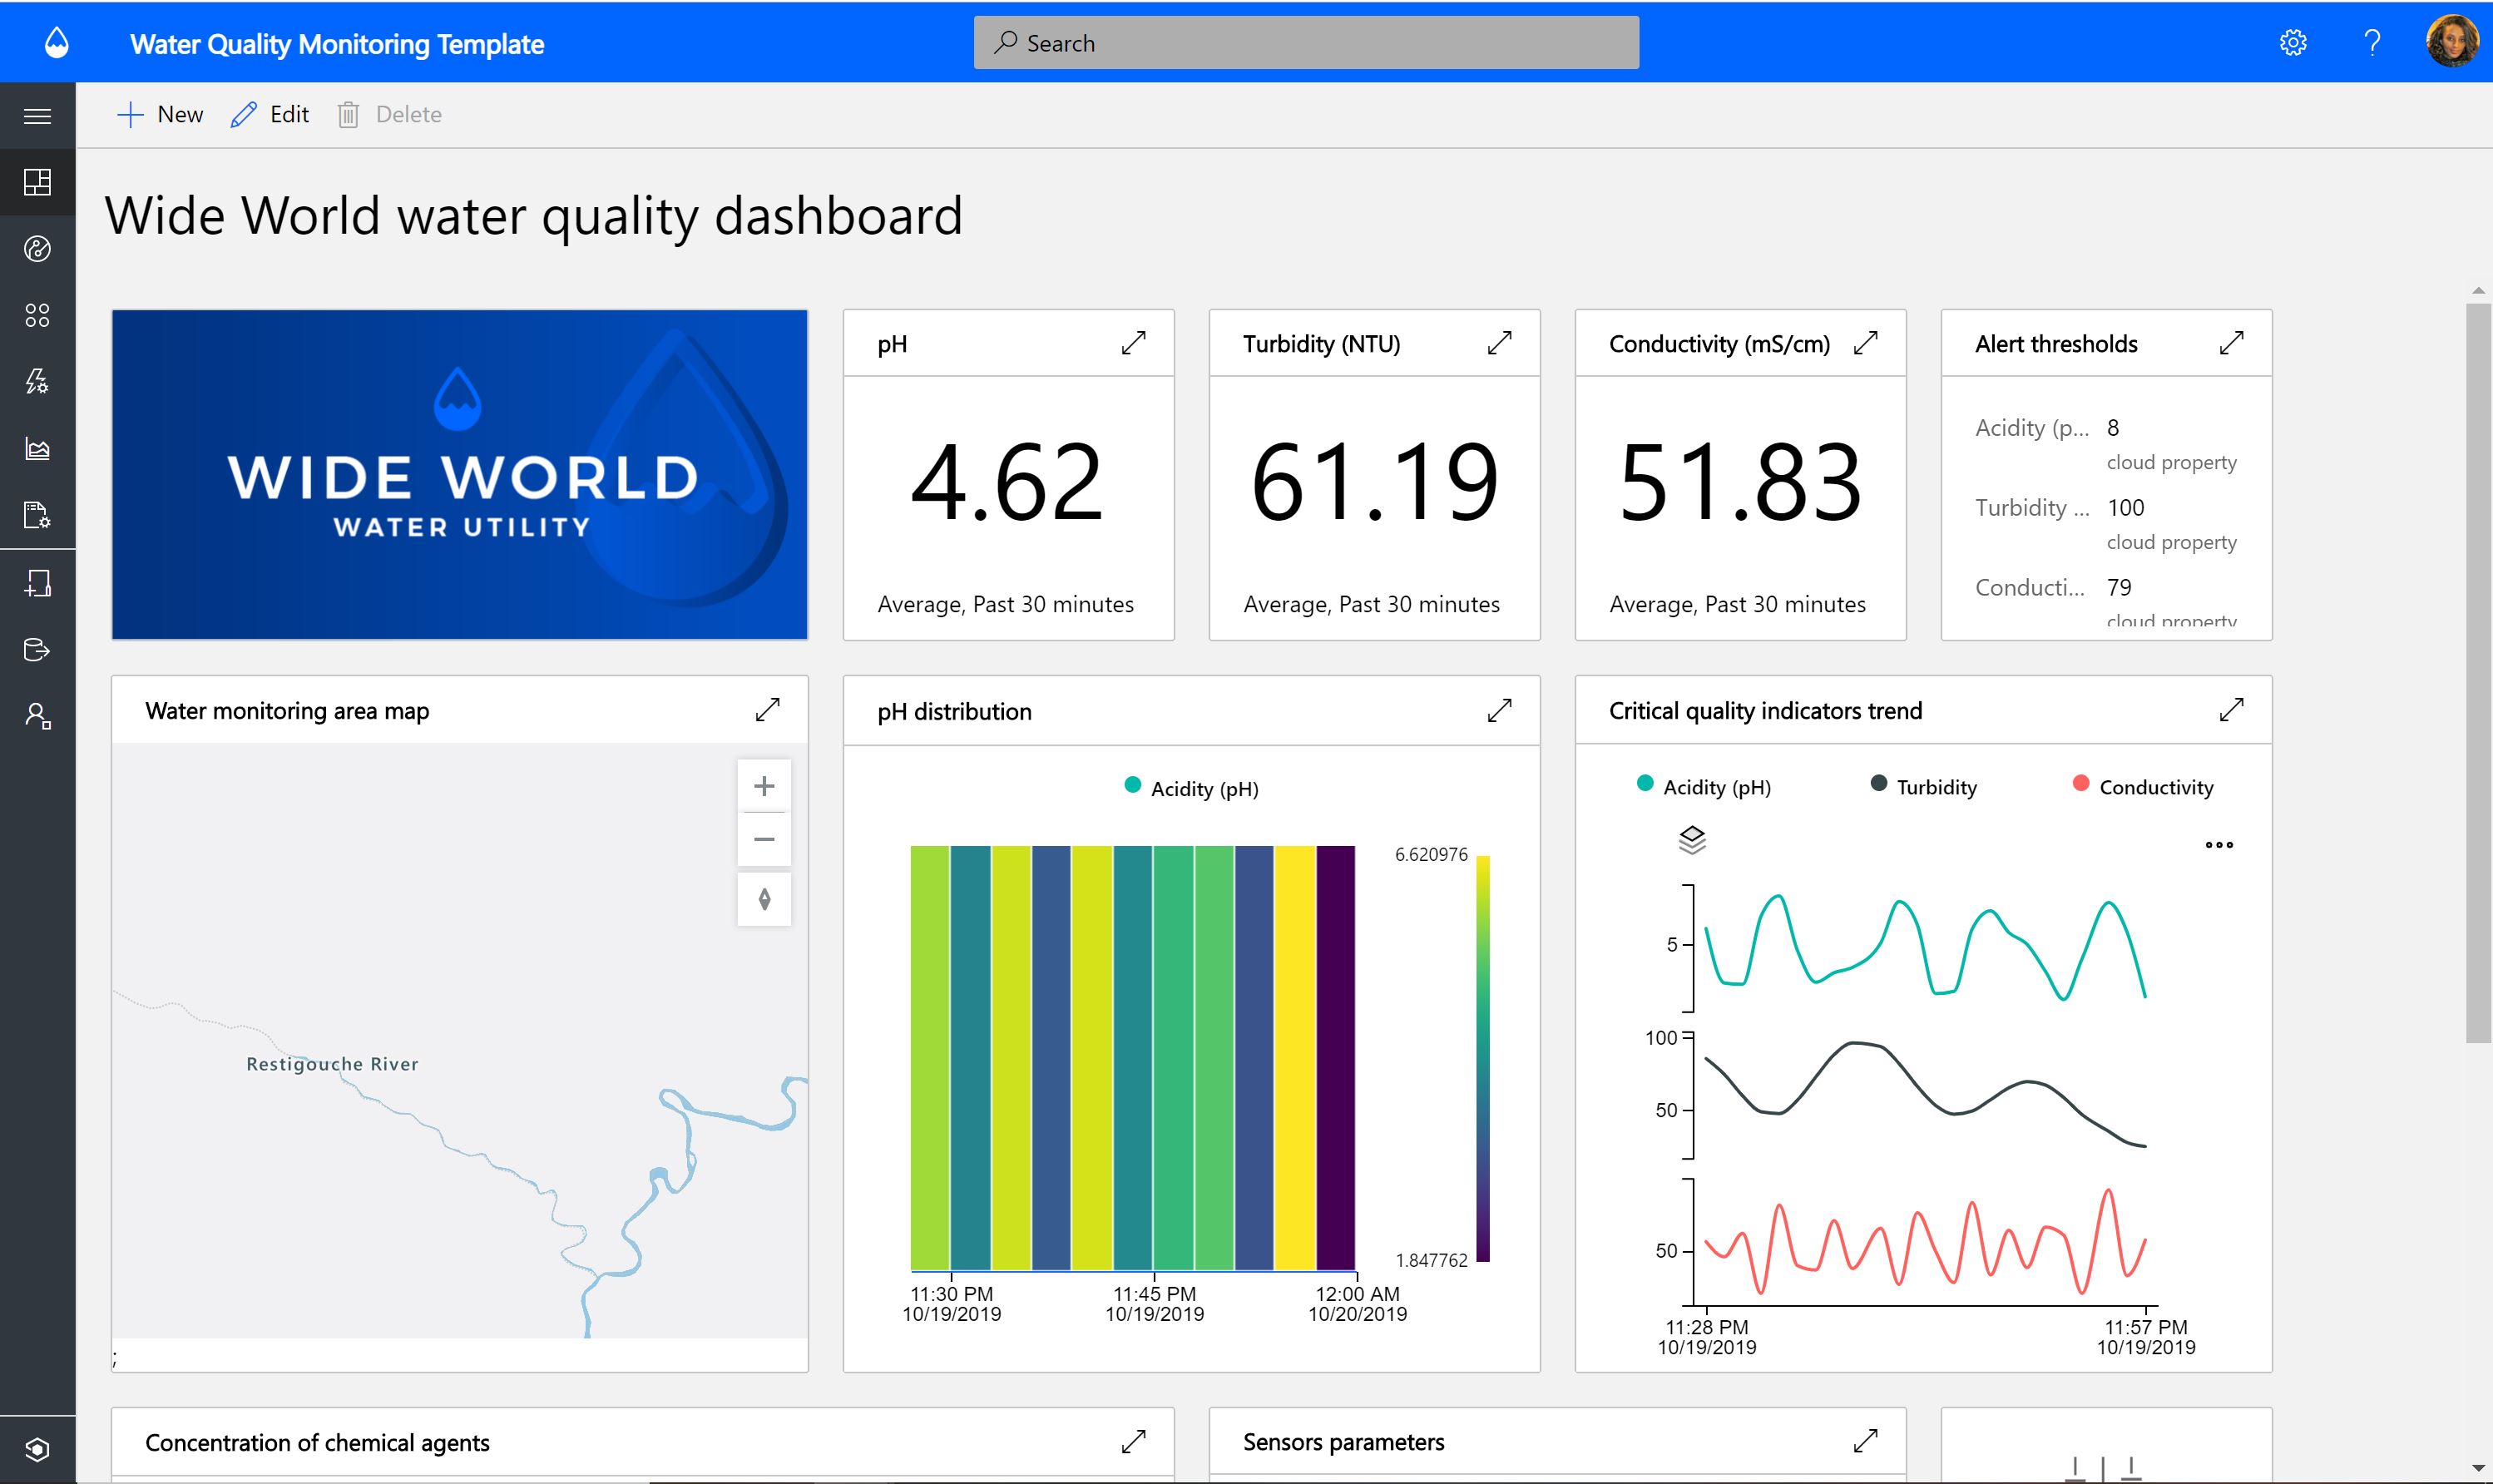 Water Quality Monitoring Template
Search
New Edit Delete
Wide World water quality dashboard
WIDE WORLD
WATER UTILITY
pH
4.62
Average, Past 30 minutes
Turbidity (NTU)
61.19
Average, Past 30 minutes
Conductivity (mS/cm)
51.83
Average, Past 30 minutes
Alert thresholds
Acidity (p... 8
cloud property
Turbidity ... 100
cloud property
Conducti... 79
cloud property
Water monitoring area map
Restigouche River
;
pH distribution
Acidity (pH)
6.620976
1.847762
11:30 PM 11:45 PM 12:00 AM
10/19/2019 10/19/2019 10/20/2019
Critical quality indicators trend
Acidity (pH) Turbidity Conductivity
5
100
50
50
11:28 PM 11:57 PM
10/19/2019 10/19/2019
Concentration of chemical agents
Sensors parameters